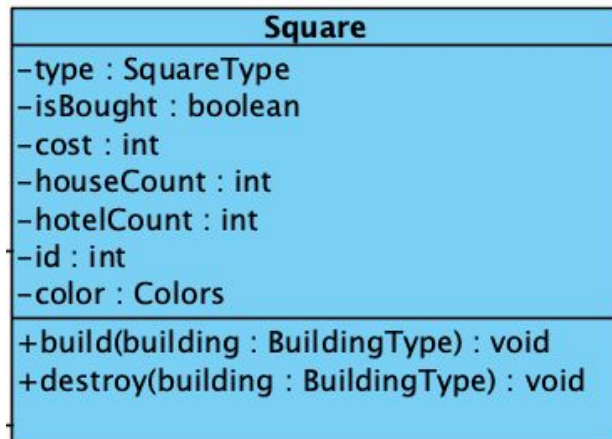 Square
-type : SquareType
-isBought : boolean
-cost : int
-houseCount : int
-hotelCount : int
-id : int
-color : Colors
+build(building : BuildingType) : void
+destroy(building : BuildingType) : void